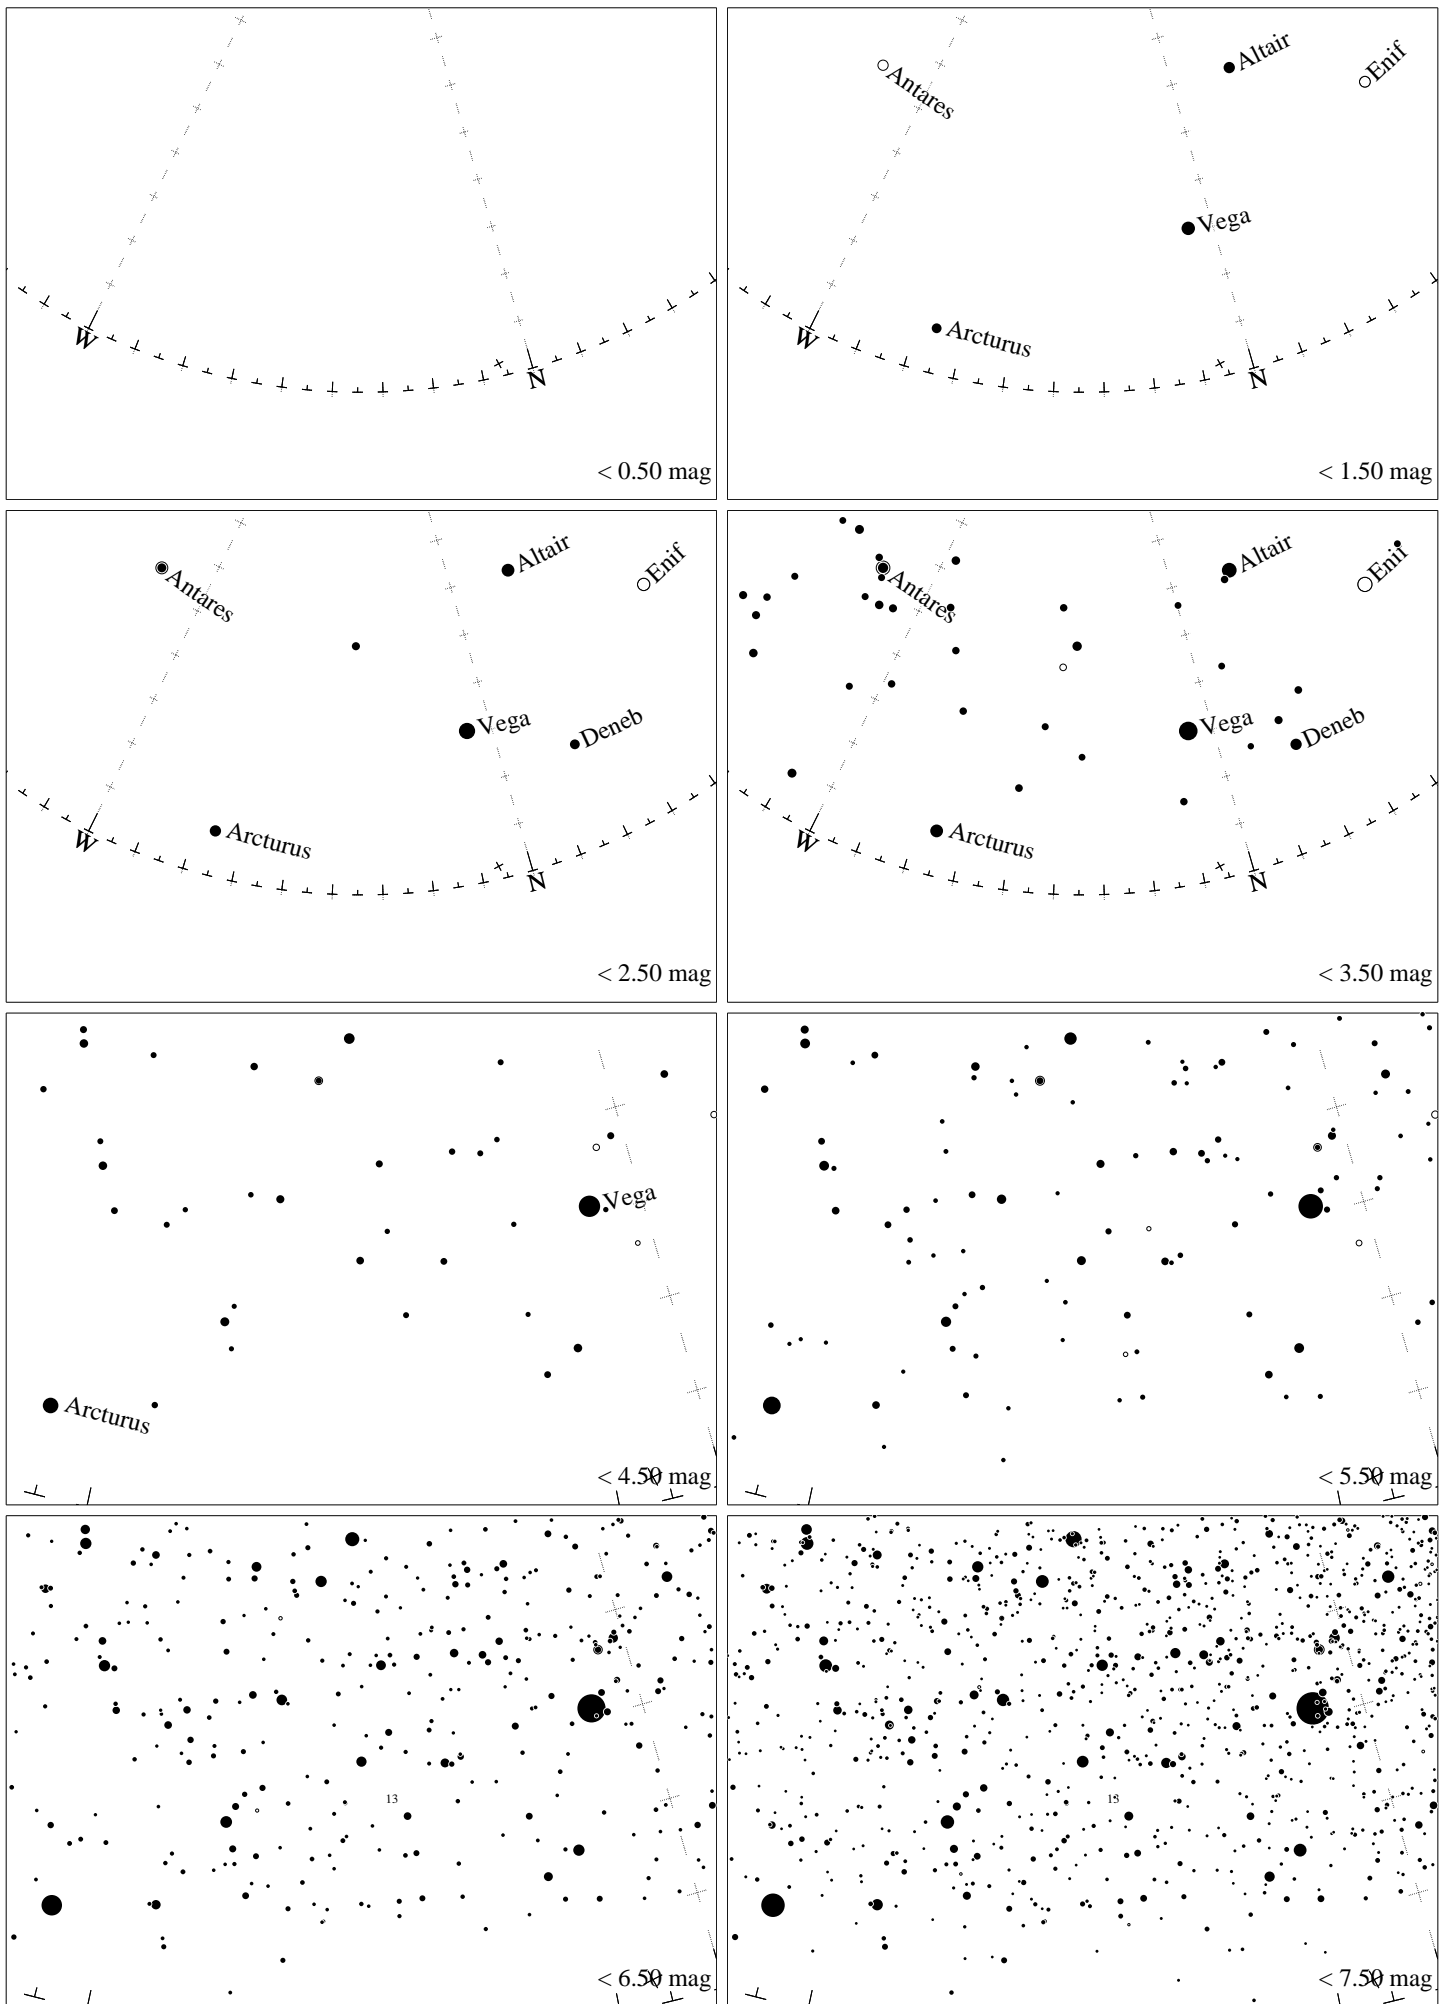 W
N
< 0.50 mag
Antares
Altair
Enif
Vega
Arcturus
W
N
< 1.50 mag
Antares
Altair
Enif
Vega
Deneb
Arcturus
W
N
< 2.50 mag
Antares
Altair
Enif
Vega
Deneb
Arcturus
W
N
< 3.50 mag
Vega
Arcturus
< 4.50 mag
< 5.50 mag
13
< 6.50 mag
13
< 7.50 mag